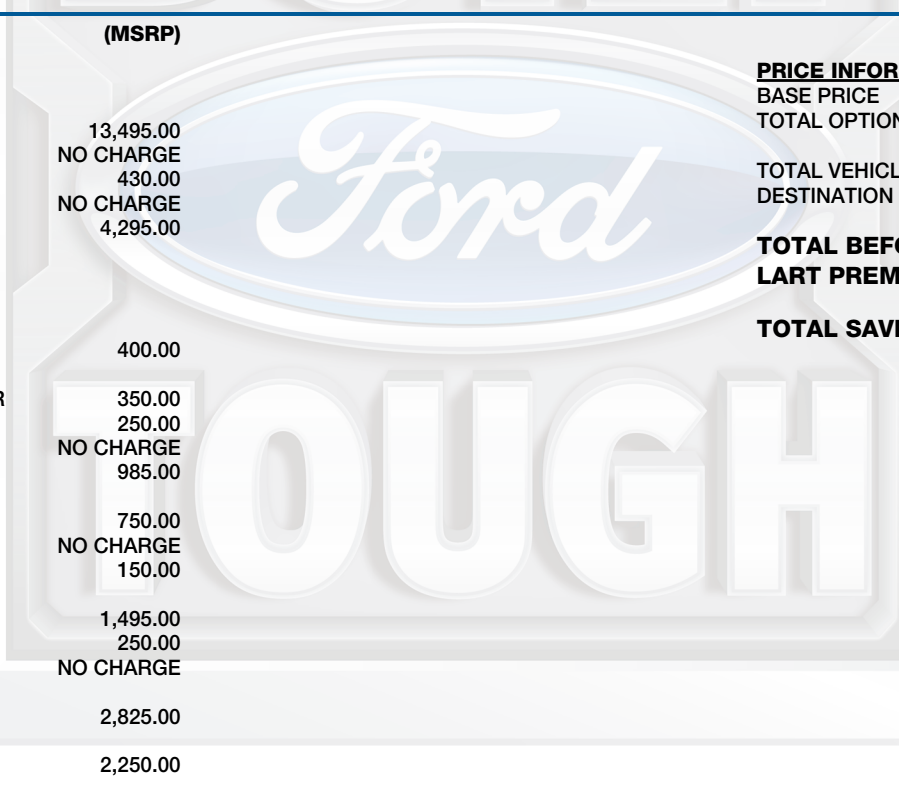 (MSRP)
13,495.00
NO CHARGE
430.00
NO CHARGE
4,295.00
400.00
R 350.00
250.00
NO CHARGE
985.00
750.00
NO CHARGE
150.00
1,495.00
250.00
NO CHARGE
2,825.00
2,250.00
PRICE INFOR
BASE PRICE
TOTAL OPTION
TOTAL VEHICL
DESTINATION
TOTAL BEFO
LART PREM
TOTAL SAVI
Ford
TOUGH